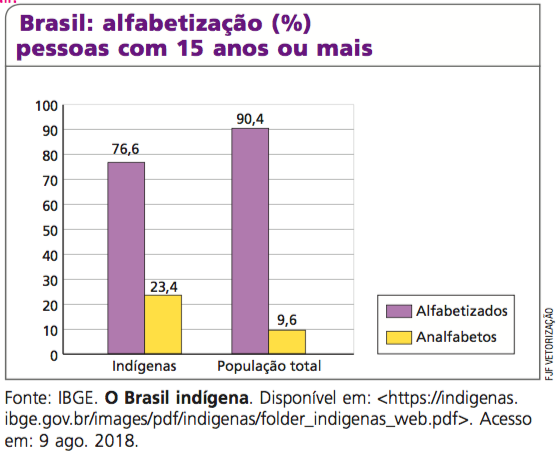 Brasil: alfabetização (%)
pessoas com 15 anos ou mais
100
90
80
70
60
50
40
30
20
10
0
76,6
23,4
90,4
9,6
Indígenas
População total
Alfabetizados
Analfabetos
FJF VETORIZAÇÃO
Fonte: IBGE. O Brasil indígena. Disponível em: <https://indigenas.
ibge.gov.br/images/pdf/indigenas/folder_indigenas_web.pdf>. Acesso
em: 9 ago. 2018.